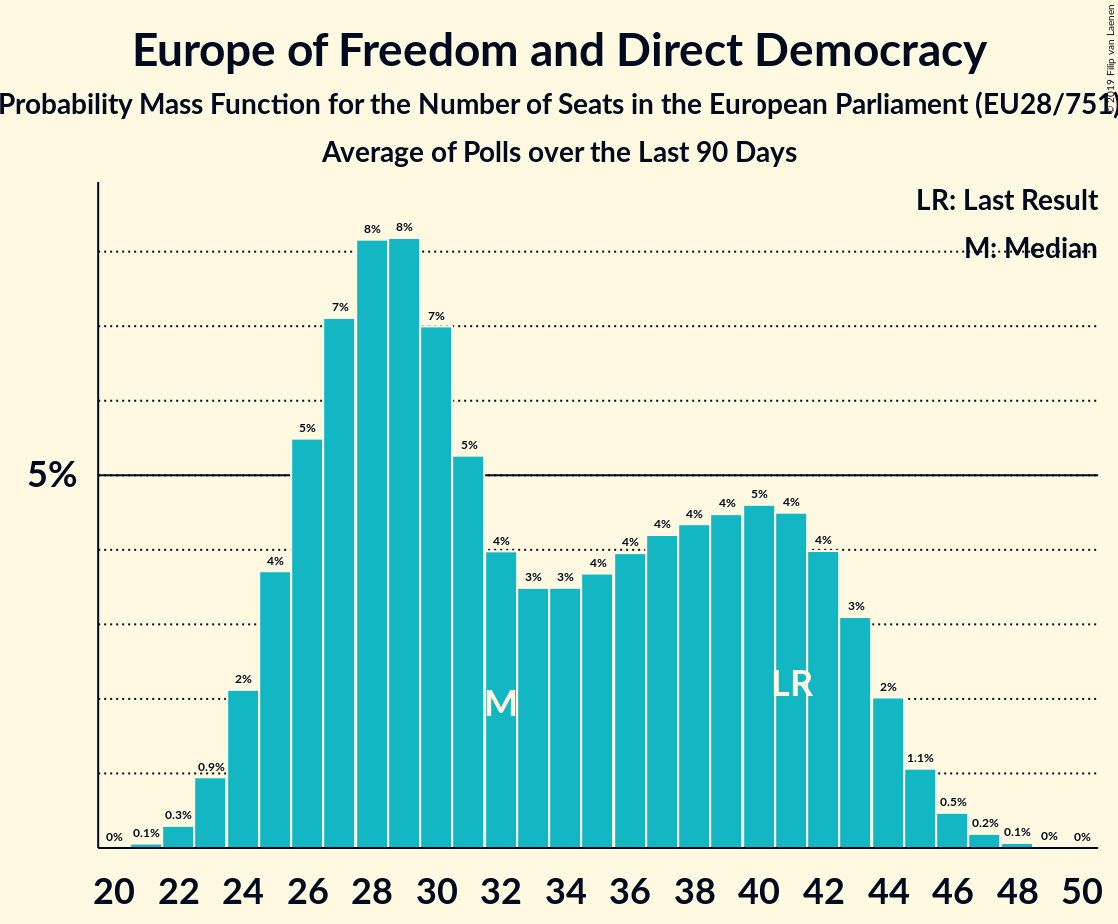 Europe of Freedom and Direct Democracy
Probability Mass Function for the Number of Seats in the European Parliament (EU28/751)
Average of Polls over the Last 90 Days
© 2019 Filip van Laenen
LR: Last Result
M: Median
5%
0% 0.1% 0.3% 0.9% 2% 4% 5% 7% 8% 8% 7% 5% 4% 3% 3% 4% 4% 4% 4% 4% 5% 4% 4% 3% 2% 1.1% 0.5% 0.2% 0.1% 0% 0%
M LR
20 22 24 26 28 30 32 34 36 38 40 42 44 46 48 50